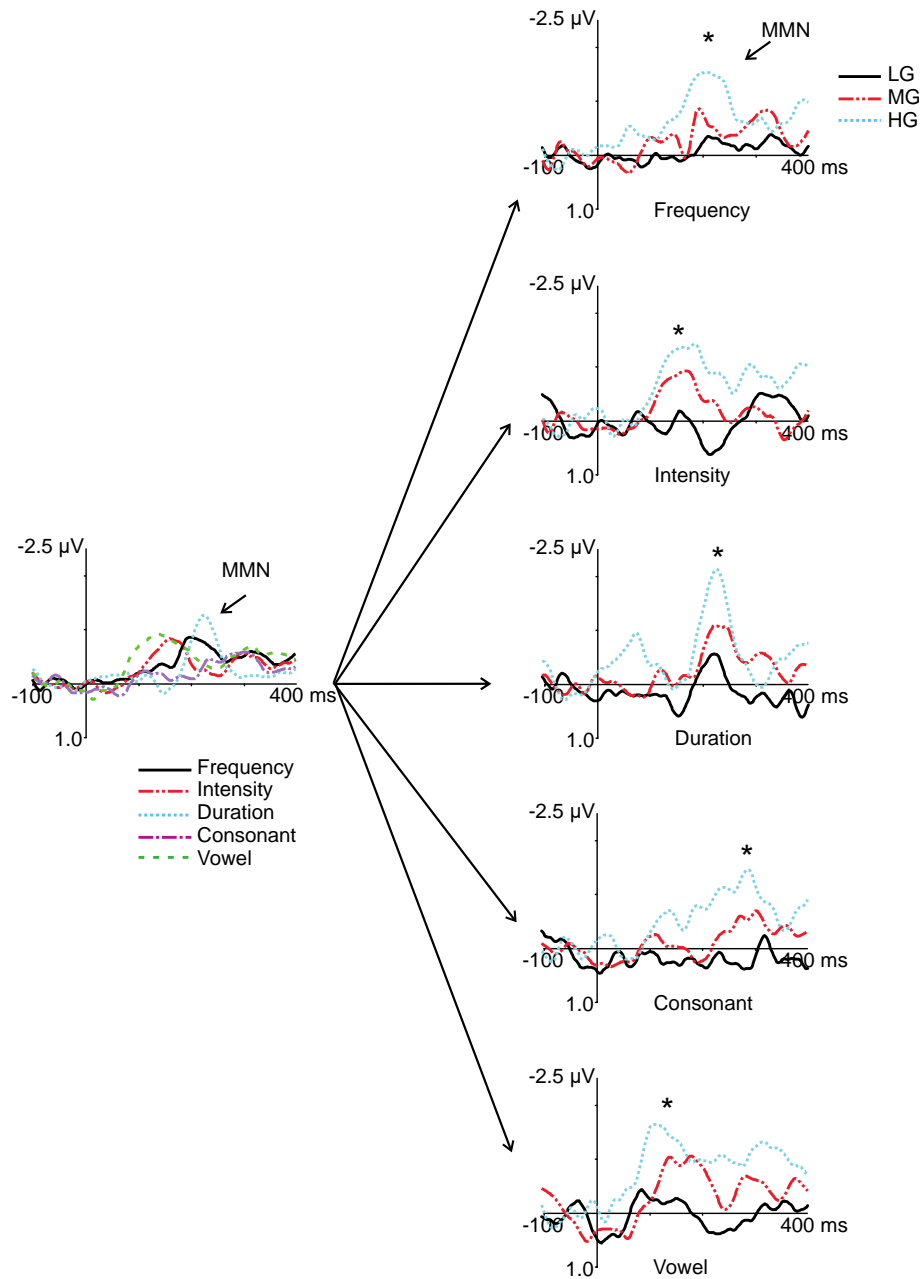 -2.5 µV
*
MMN
LG
MG
HG
-100
400 ms
1.0
Frequency
-2.5 µV
*
-100
400 ms
1.0
Intensity
-2.5 µV
MMN
-100
400 ms
1.0
Frequency
Intensity
Duration
Consonant
Vowel
-2.5 µV
*
-100
400 ms
1.0
Duration
-2.5 µV
*
-100
400 ms
1.0
Consonant
-2.5 µV
*
-100
400 ms
1.0
Vowel